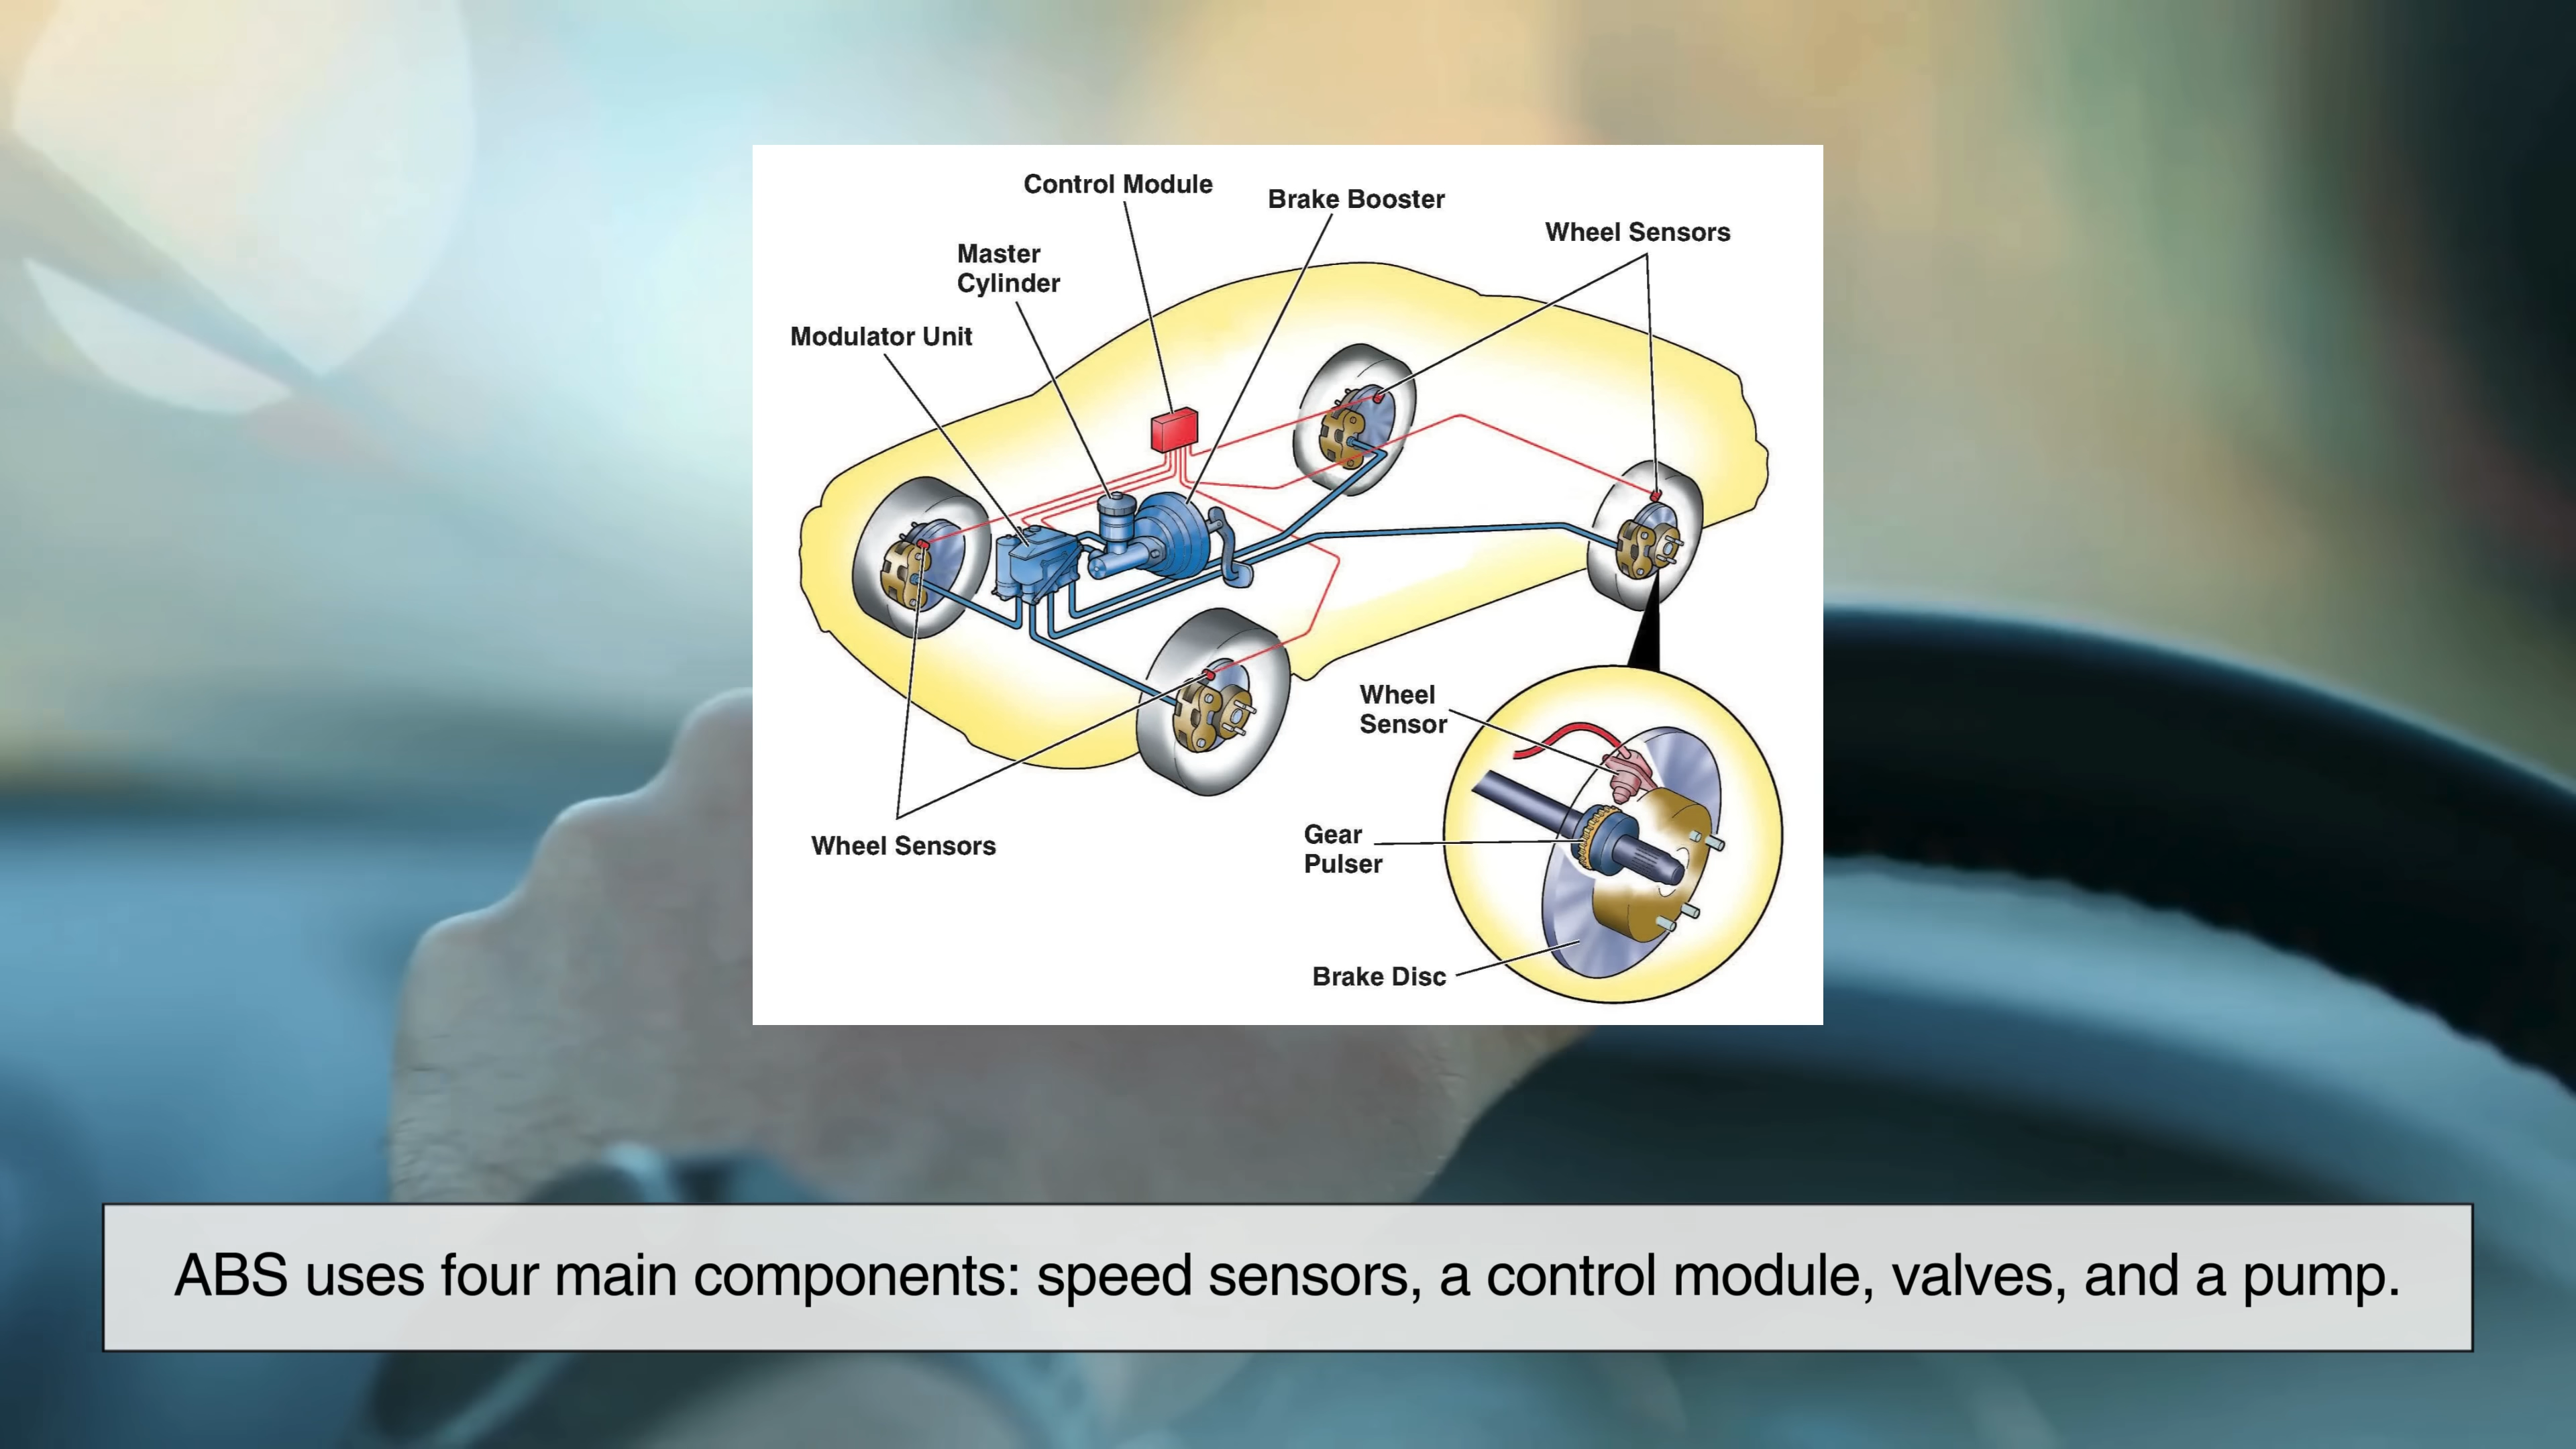 Control Module
Brake Booster
Wheel Sensors
Master
Cylinder
Modulator Unit
Wheel
Sensor
Wheel Sensors
Gear
Pulser
Brake Disc
ABS uses four main components: speed sensors, a control module, valves, and a pump.